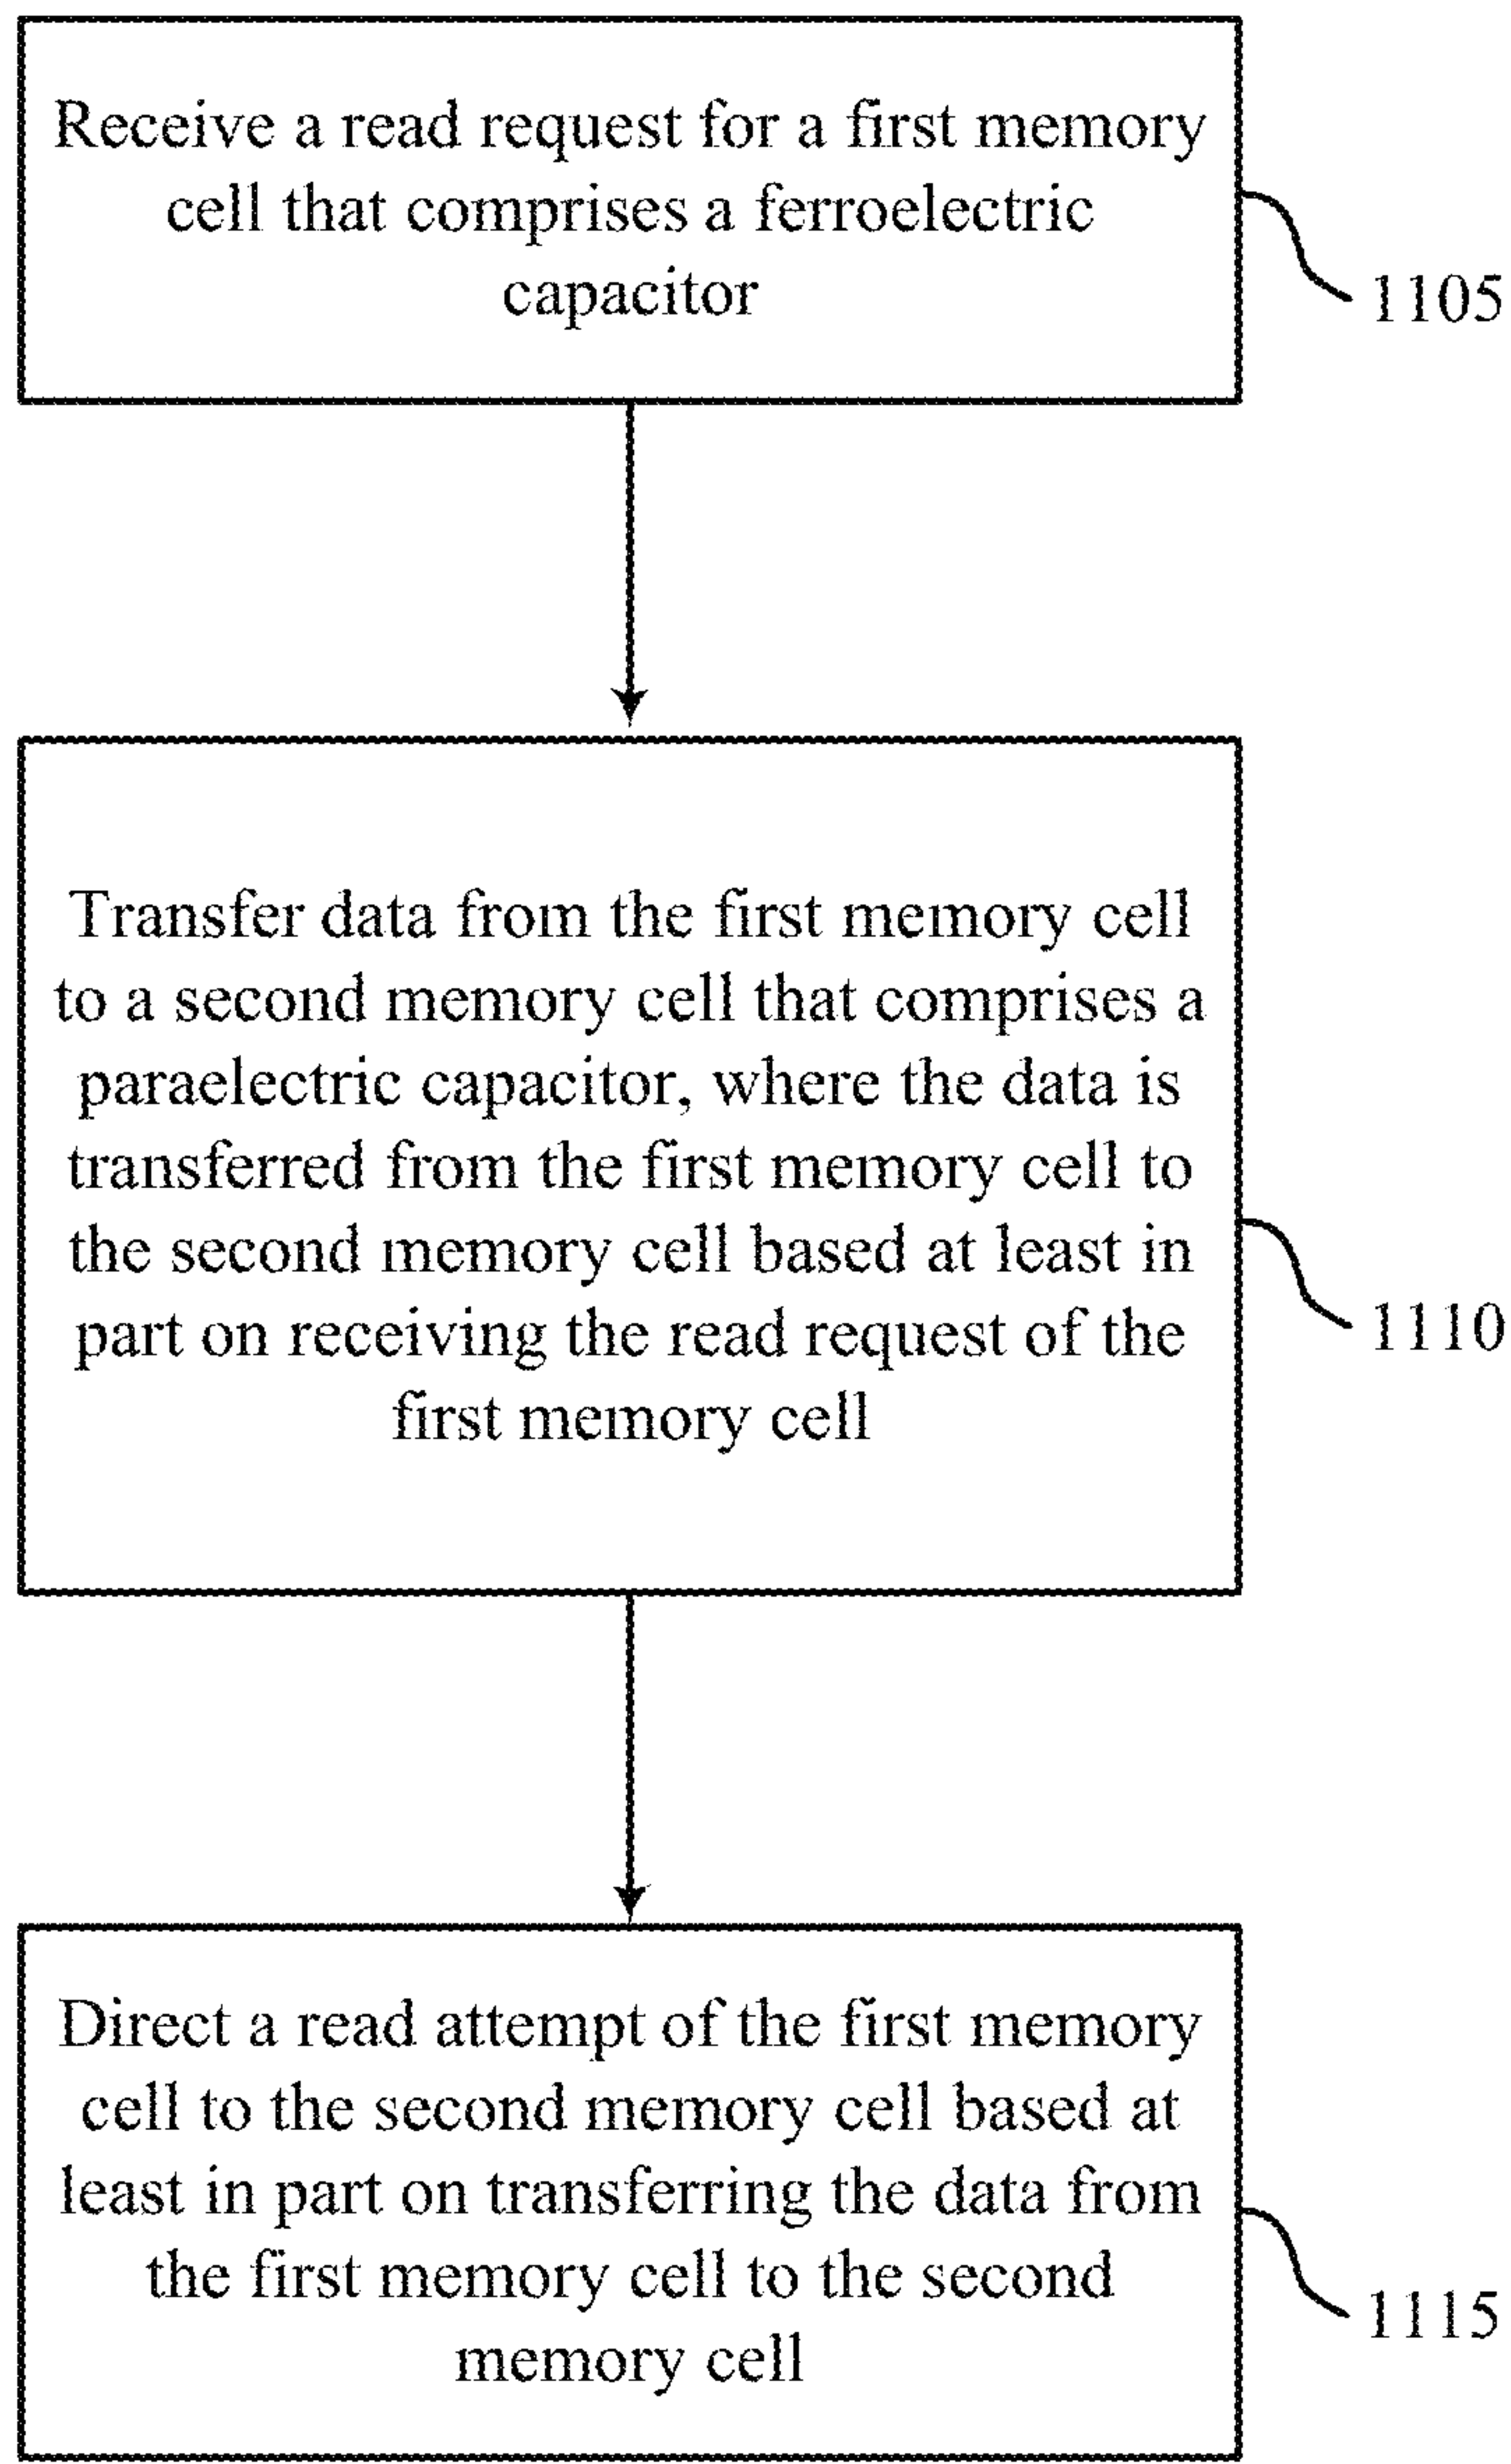 Receive a read request for a first memory
cell that comprises a ferroelectric
capacitor
1105
Transfer data from the first memory cell
to a second memory cell that comprises a
paraelectric capacitor, where the data is
transferred from the first memory cell to
the second memory cell based at least in
part on receiving the read request of the
first memory cell
1110
Direct a read attempt of the first memory
cell to the second memory cell based at
least in part on transferring the data from
the first memory cell to the second
memory cell
1115